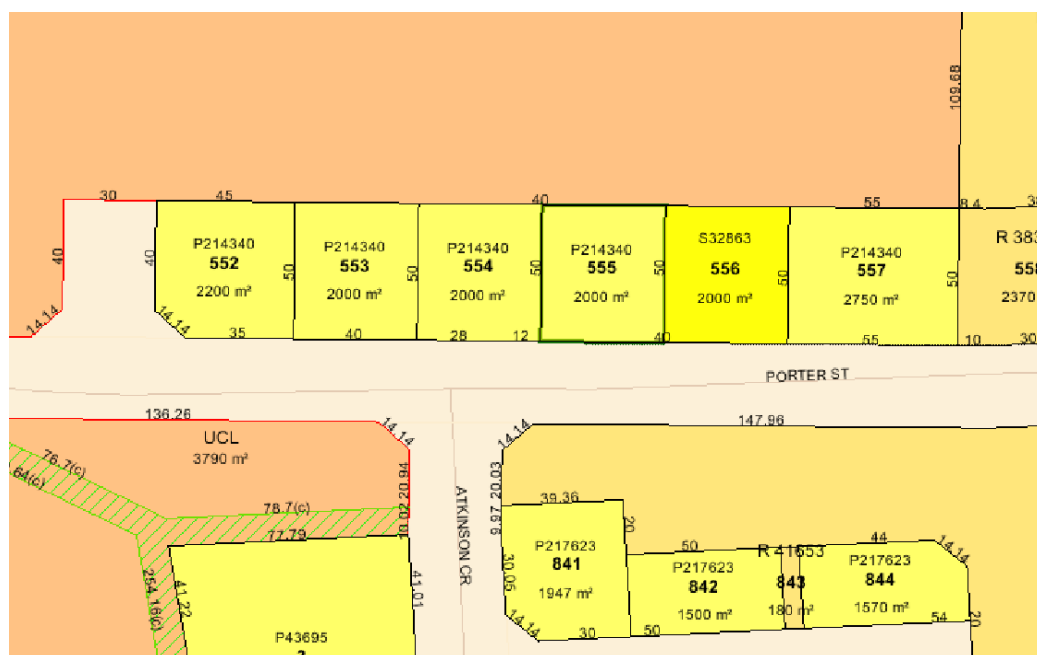 109.68
30
45
40
55
8.4
38
40
40
50
50
50
50
50
50
P214340
552
2200 m²
P214340
553
2000 m²
P214340
554
2000 m²
P214340
555
2000 m²
S32863
556
2000 m²
P214340
557
2750 m²
R 383
558
2370
14.14
14.14
35
40
28
12
40
55
10
30
PORTER ST
136.26
14.14
14.14
147.96
UCL
3790 m²
76.7(c)
64(c)
78.7(c)
77.79
20.94
10.02
254.16(c)
41.22
41.01
P43695
ATKINSON CR
20.03
9.97
39.36
20
30.05
P217623
841
1947 m²
14.14
30
50
P217623
842
1500 m²
50
R 41653
843
180 m²
44
14.14
P217623
844
1570 m²
54
20